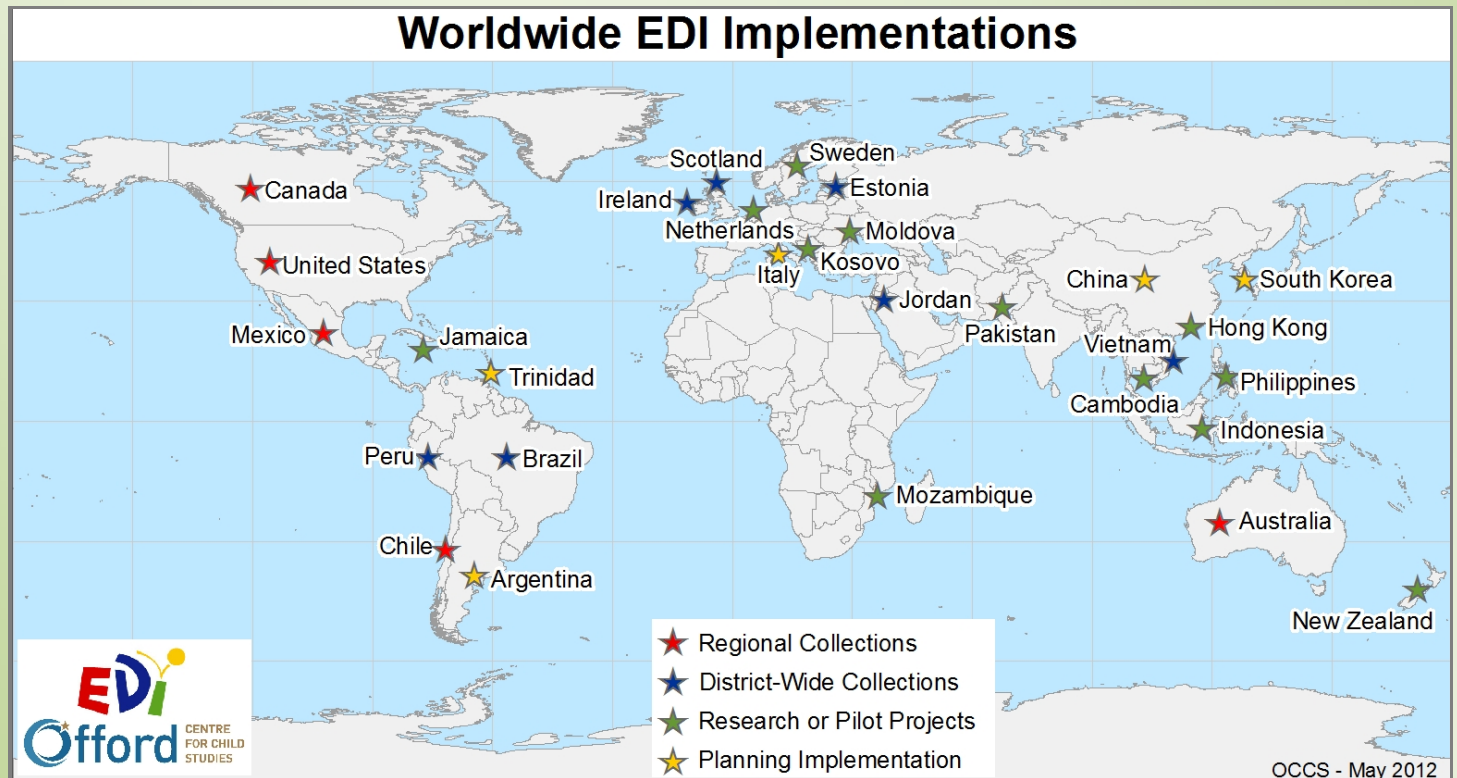 Worldwide EDI Implementations
Scotland
Sweden
Canada
Ireland
Estonia
Netherlands
Moldova
United States
Italy
Kosovo
China
South Korea
Jordan
Mexico
Jamaica
Pakistan
Hong Kong
Vietnam
Trinidad
Philippines
Cambodia
Indonesia
Peru
Brazil
Mozambique
Australia
Chile
Argentina
New Zealand
Regional Collections
District-Wide Collections
Research or Pilot Projects
Planning Implementation
EDI
Offord CENTRE
FOR CHILD
STUDIES
OCCS - May 2012